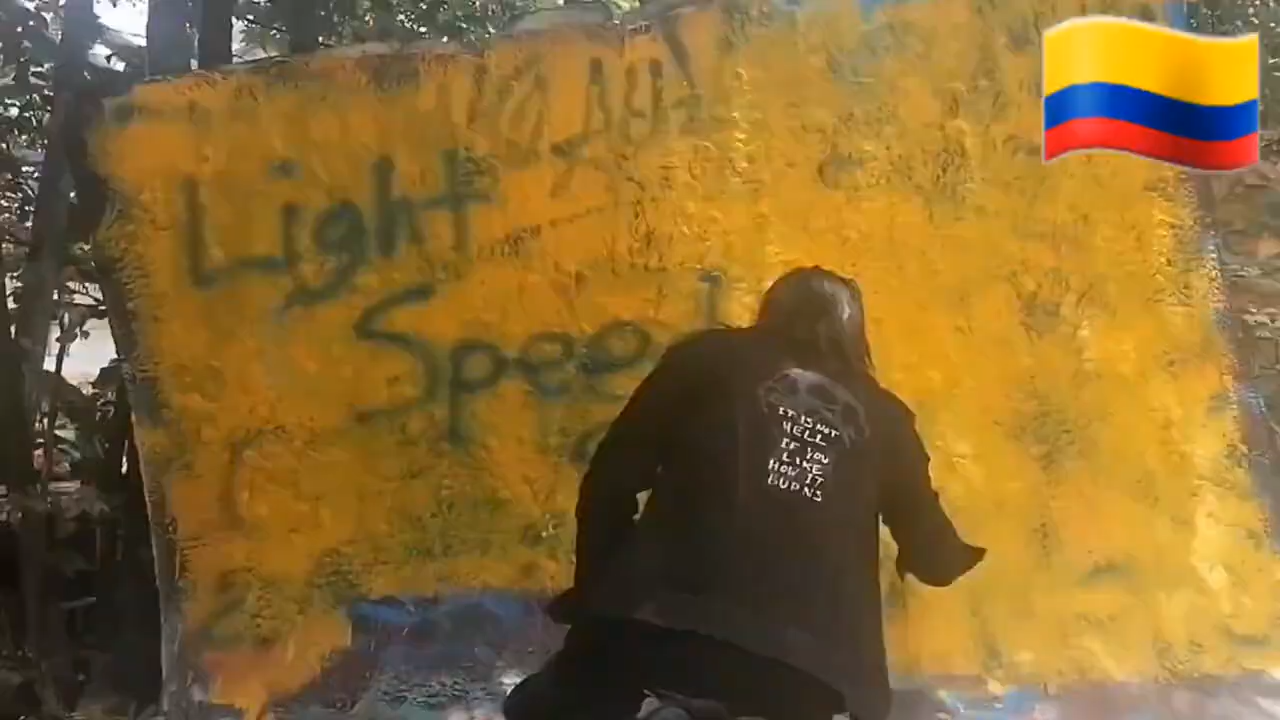 Light
Speed
IT IS NOT
HELL
IF YOU
LIKE
HOW IT
BURNS